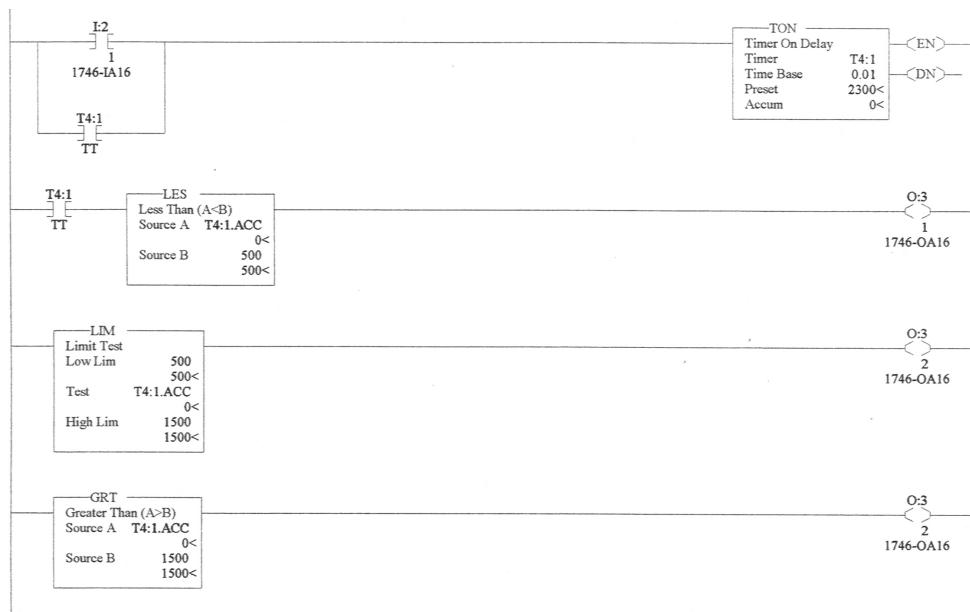 I:2
1
1746-IA16
T4:1
TT
TON
Timer On Delay
Timer T4:1
Time Base 0.01
Preset 2300<
Accum 0<
EN
DN
T4:1
TT
LES
Less Than (A<B)
Source A T4:1.ACC
0<
Source B 500
500<
O:3
1
1746-OA16
LIM
Limit Test
Low Lim 500
500<
Test T4:1.ACC
0<
High Lim 1500
1500<
O:3
2
1746-OA16
GRT
Greater Than (A>B)
Source A T4:1.ACC
0<
Source B 1500
1500<
O:3
2
1746-OA16